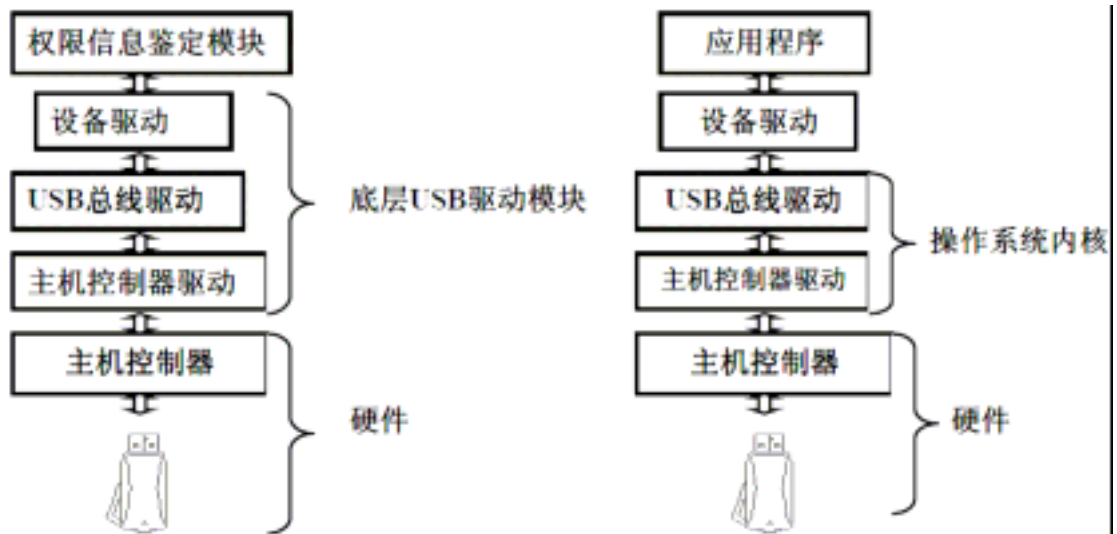 权限信息鉴定模块
设备驱动
USB总线驱动
主机控制器驱动
底层USB驱动模块
主机控制器
硬件
应用程序
设备驱动
USB总线驱动
主机控制器驱动
操作系统内核
主机控制器
硬件